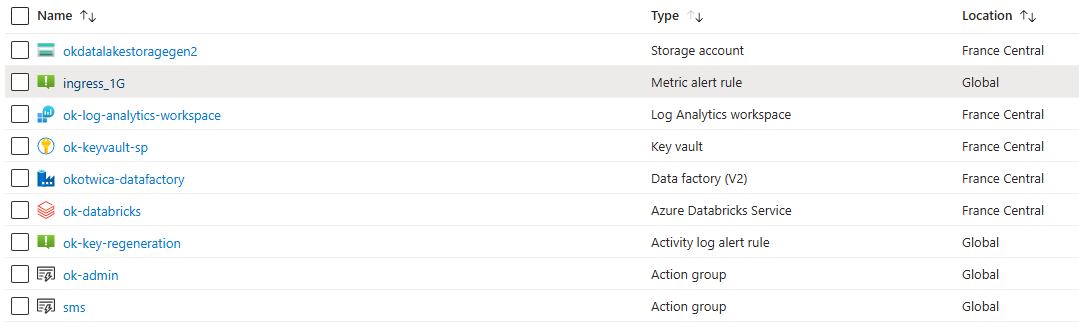 Name Type Location
okdatalakestoragegen2 Storage account France Central
ingress_1G Metric alert rule Global
ok-log-analytics-workspace Log Analytics workspace France Central
ok-keyvault-sp Key vault France Central
okotwica-datafactory Data factory (V2) France Central
ok-databricks Azure Databricks Service France Central
ok-key-regeneration Activity log alert rule Global
ok-admin Action group Global
sms Action group Global